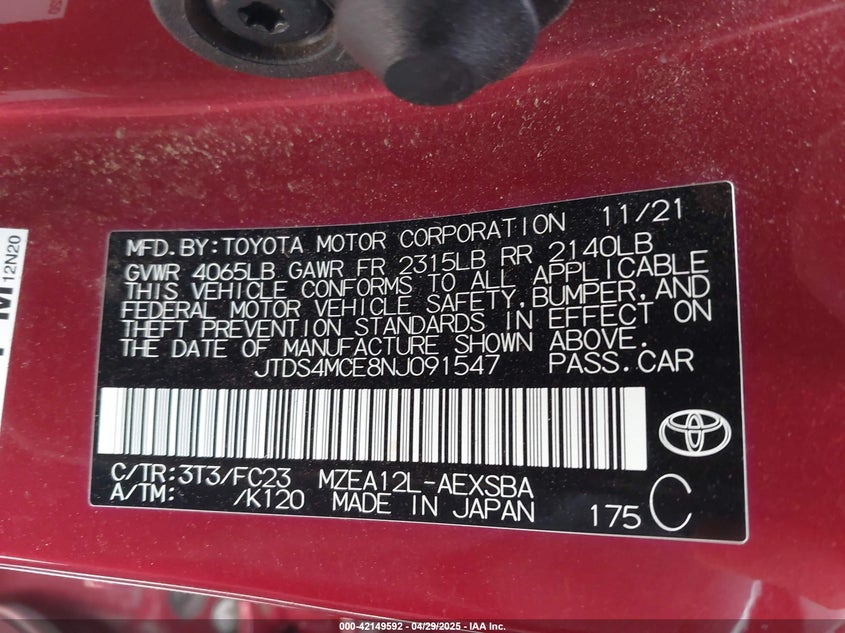 MFD. BY: TOYOTA MOTOR CORPORATION 11/21
GVWR 4065LB GAWR FR 2315LB RR 2140LB
THIS VEHICLE CONFORMS TO ALL APPLICABLE
FEDERAL MOTOR VEHICLE SAFETY, BUMPER, AND
THEFT PREVENTION STANDARDS IN EFFECT ON
THE DATE OF MANUFACTURE SHOWN ABOVE.
JTDS4MCE8NJ091547 PASS. CAR
C/TR: 3T3/FC23 MZEA12L-AEXSBA
A/TM: /K120 MADE IN JAPAN 175 C
12N20
000-42149592 - 04/29/2025 - IAA Inc.